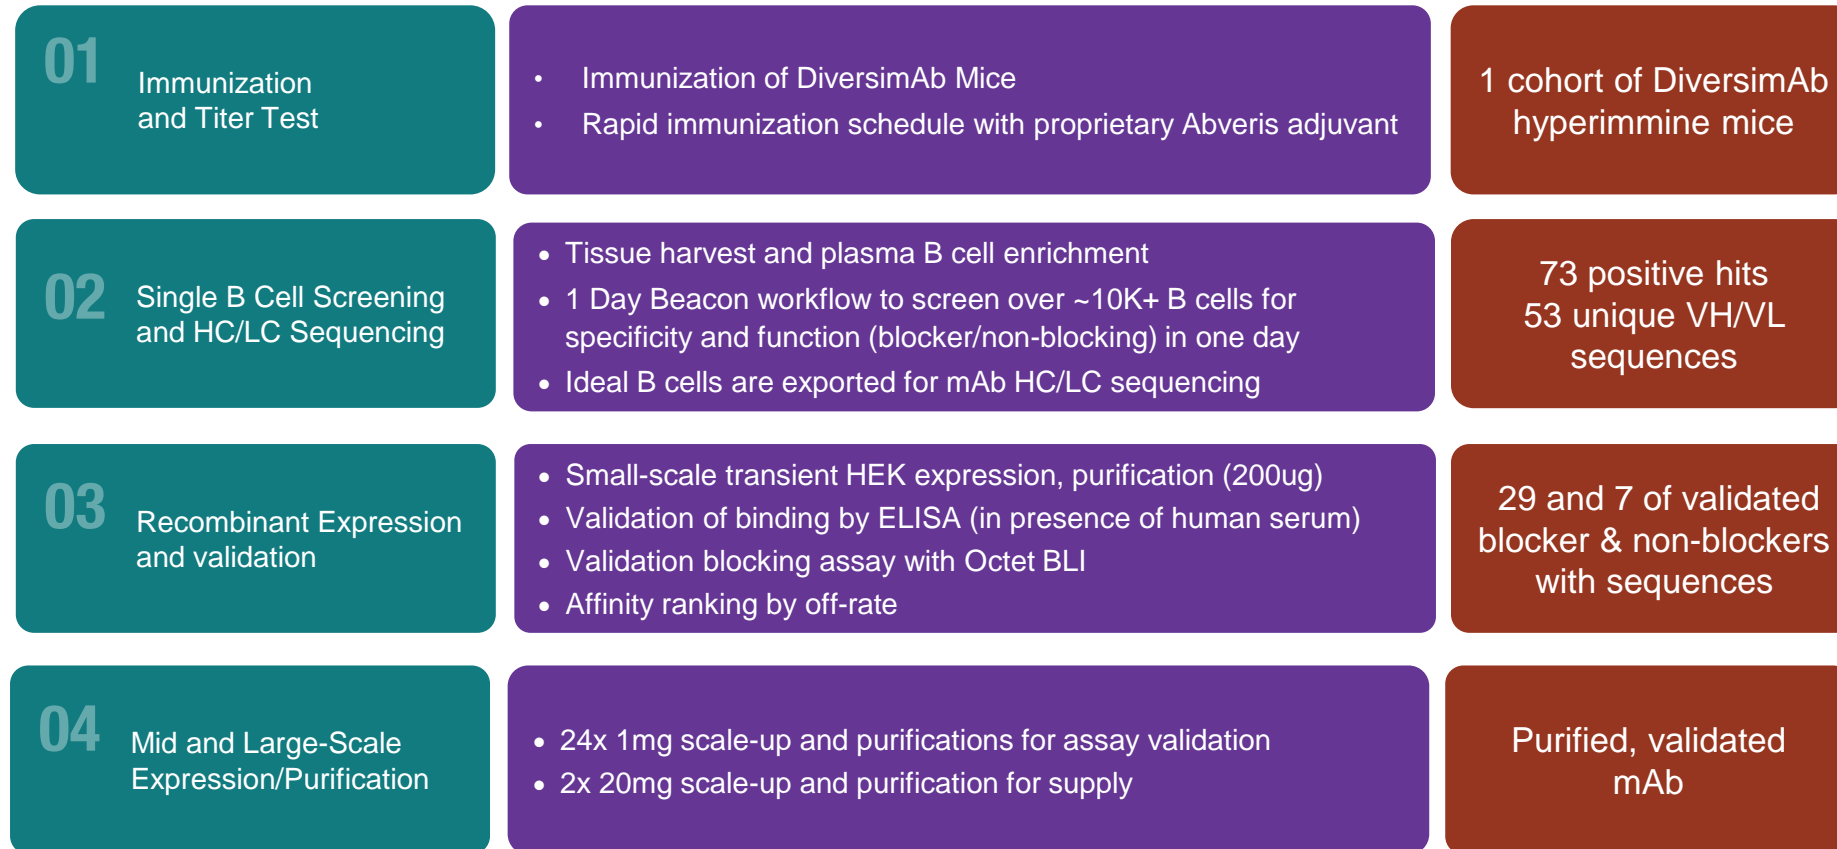 01
Immunization
and Titer Test
• Immunization of DiversimAb Mice
• Rapid immunization schedule with proprietary Abveris adjuvant
1 cohort of DiversimAb
hyperimmine mice
02
Single B Cell Screening
and HC/LC Sequencing
• Tissue harvest and plasma B cell enrichment
• 1 Day Beacon workflow to screen over ~10K+ B cells for
specificity and function (blocker/non-blocking) in one day
• Ideal B cells are exported for mAb HC/LC sequencing
73 positive hits
53 unique VH/VL
sequences
03
Recombinant Expression
and validation
• Small-scale transient HEK expression, purification (200ug)
• Validation of binding by ELISA (in presence of human serum)
• Validation blocking assay with Octet BLI
• Affinity ranking by off-rate
29 and 7 of validated
blocker & non-blockers
with sequences
04
Mid and Large-Scale
Expression/Purification
• 24x 1mg scale-up and purifications for assay validation
• 2x 20mg scale-up and purification for supply
Purified, validated
mAb